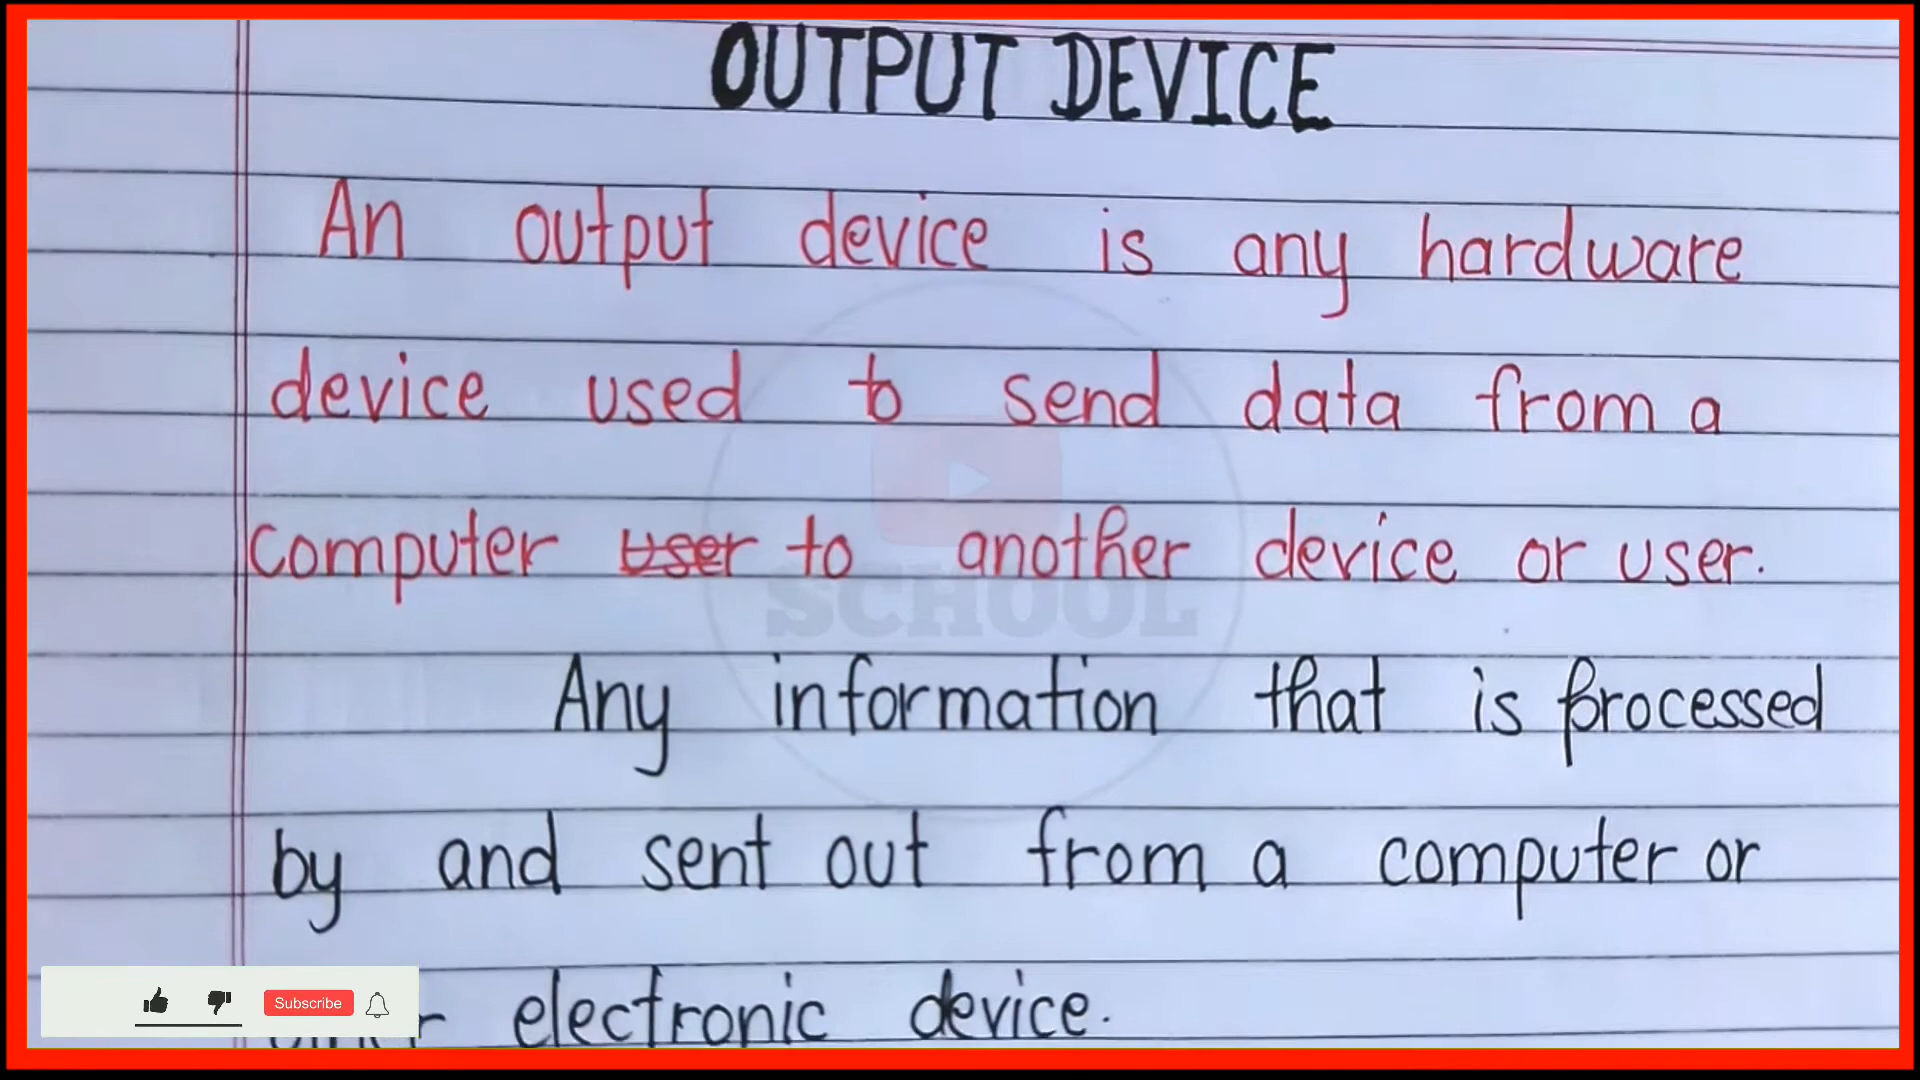 OUTPUT DEVICE
An output device is any hardware
device used to send data from a
computer user to another device or user.
SCHOOL
Any information that is processed
by and sent out from a computer or
electronic device.
Subscribe